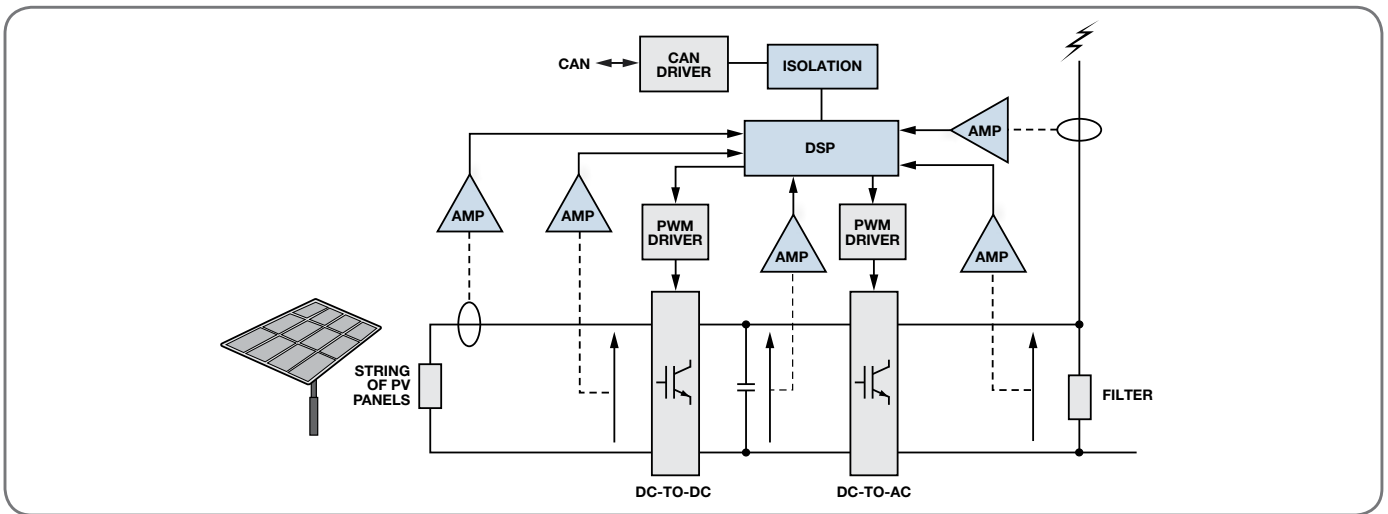 CAN
CAN
DRIVER
ISOLATION
AMP
DSP
AMP
AMP
PWM
DRIVER
AMP
PWM
DRIVER
AMP
STRING
OF PV
PANELS
FILTER
DC-TO-DC
DC-TO-AC